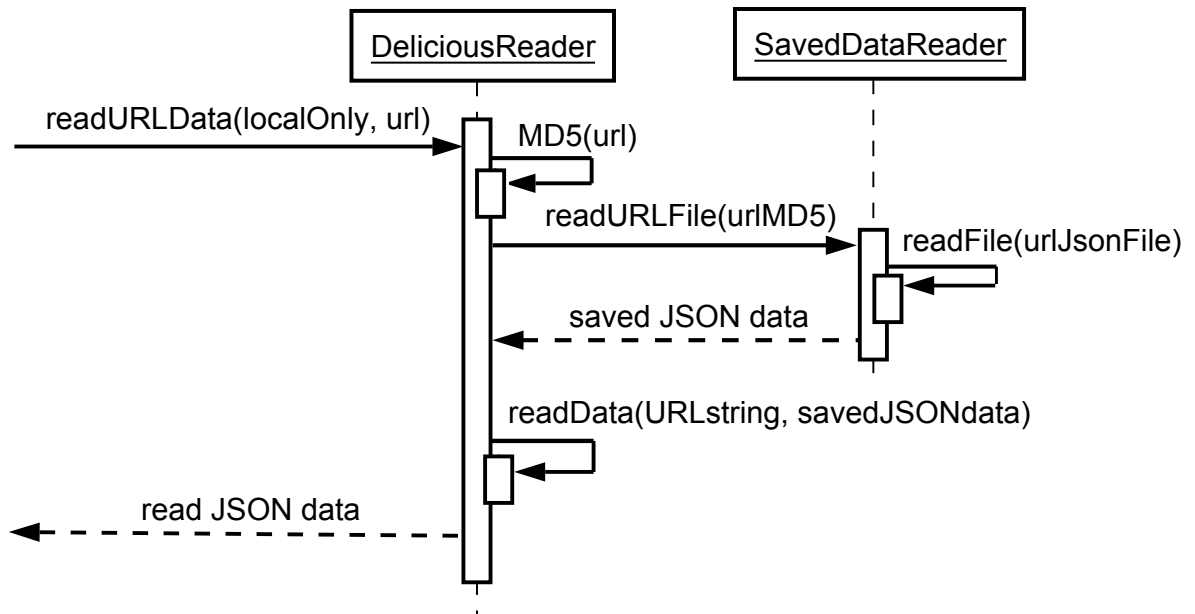 DeliciousReader
SavedDataReader
readURLData(localOnly, url)
MD5(url)
readURLFile(urlMD5)
readFile(urlJsonFile)
saved JSON data
readData(URLstring, savedJSONdata)
read JSON data